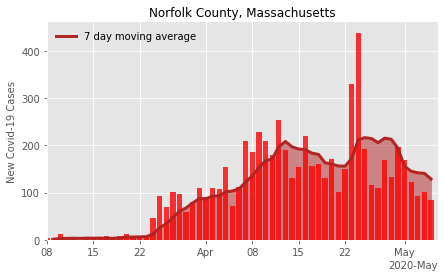 Norfolk County, Massachusetts
7 day moving average
New Covid-19 Cases
400
300
200
100
0
08 15 22 Apr 08 15 22 May
2020-May